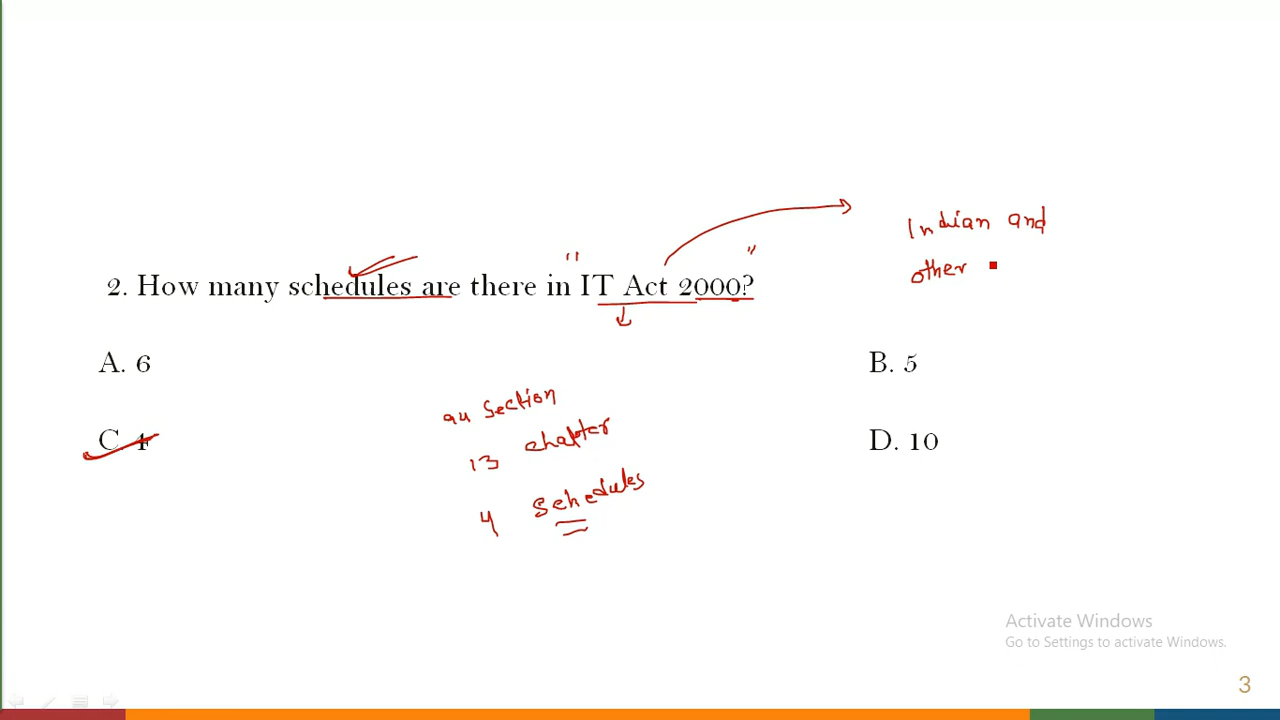 Indian and
other
2. How many schedules are there in "IT Act 2000?"
A. 6
B. 5
94 Section
13 chapter
4 Schedules
C. 4
D. 10
Activate Windows
Go to Settings to activate Windows.
3